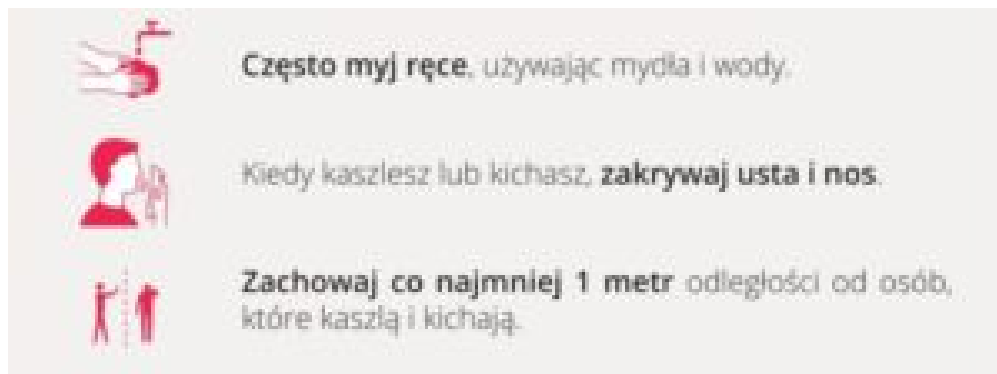 Często myj ręce, używając mydła i wody.
Kiedy kaszlesz lub kichasz, zakrywaj usta i nos.
Zachowaj co najmniej 1 metr odległości od osób,
które kaszlą i kichają.